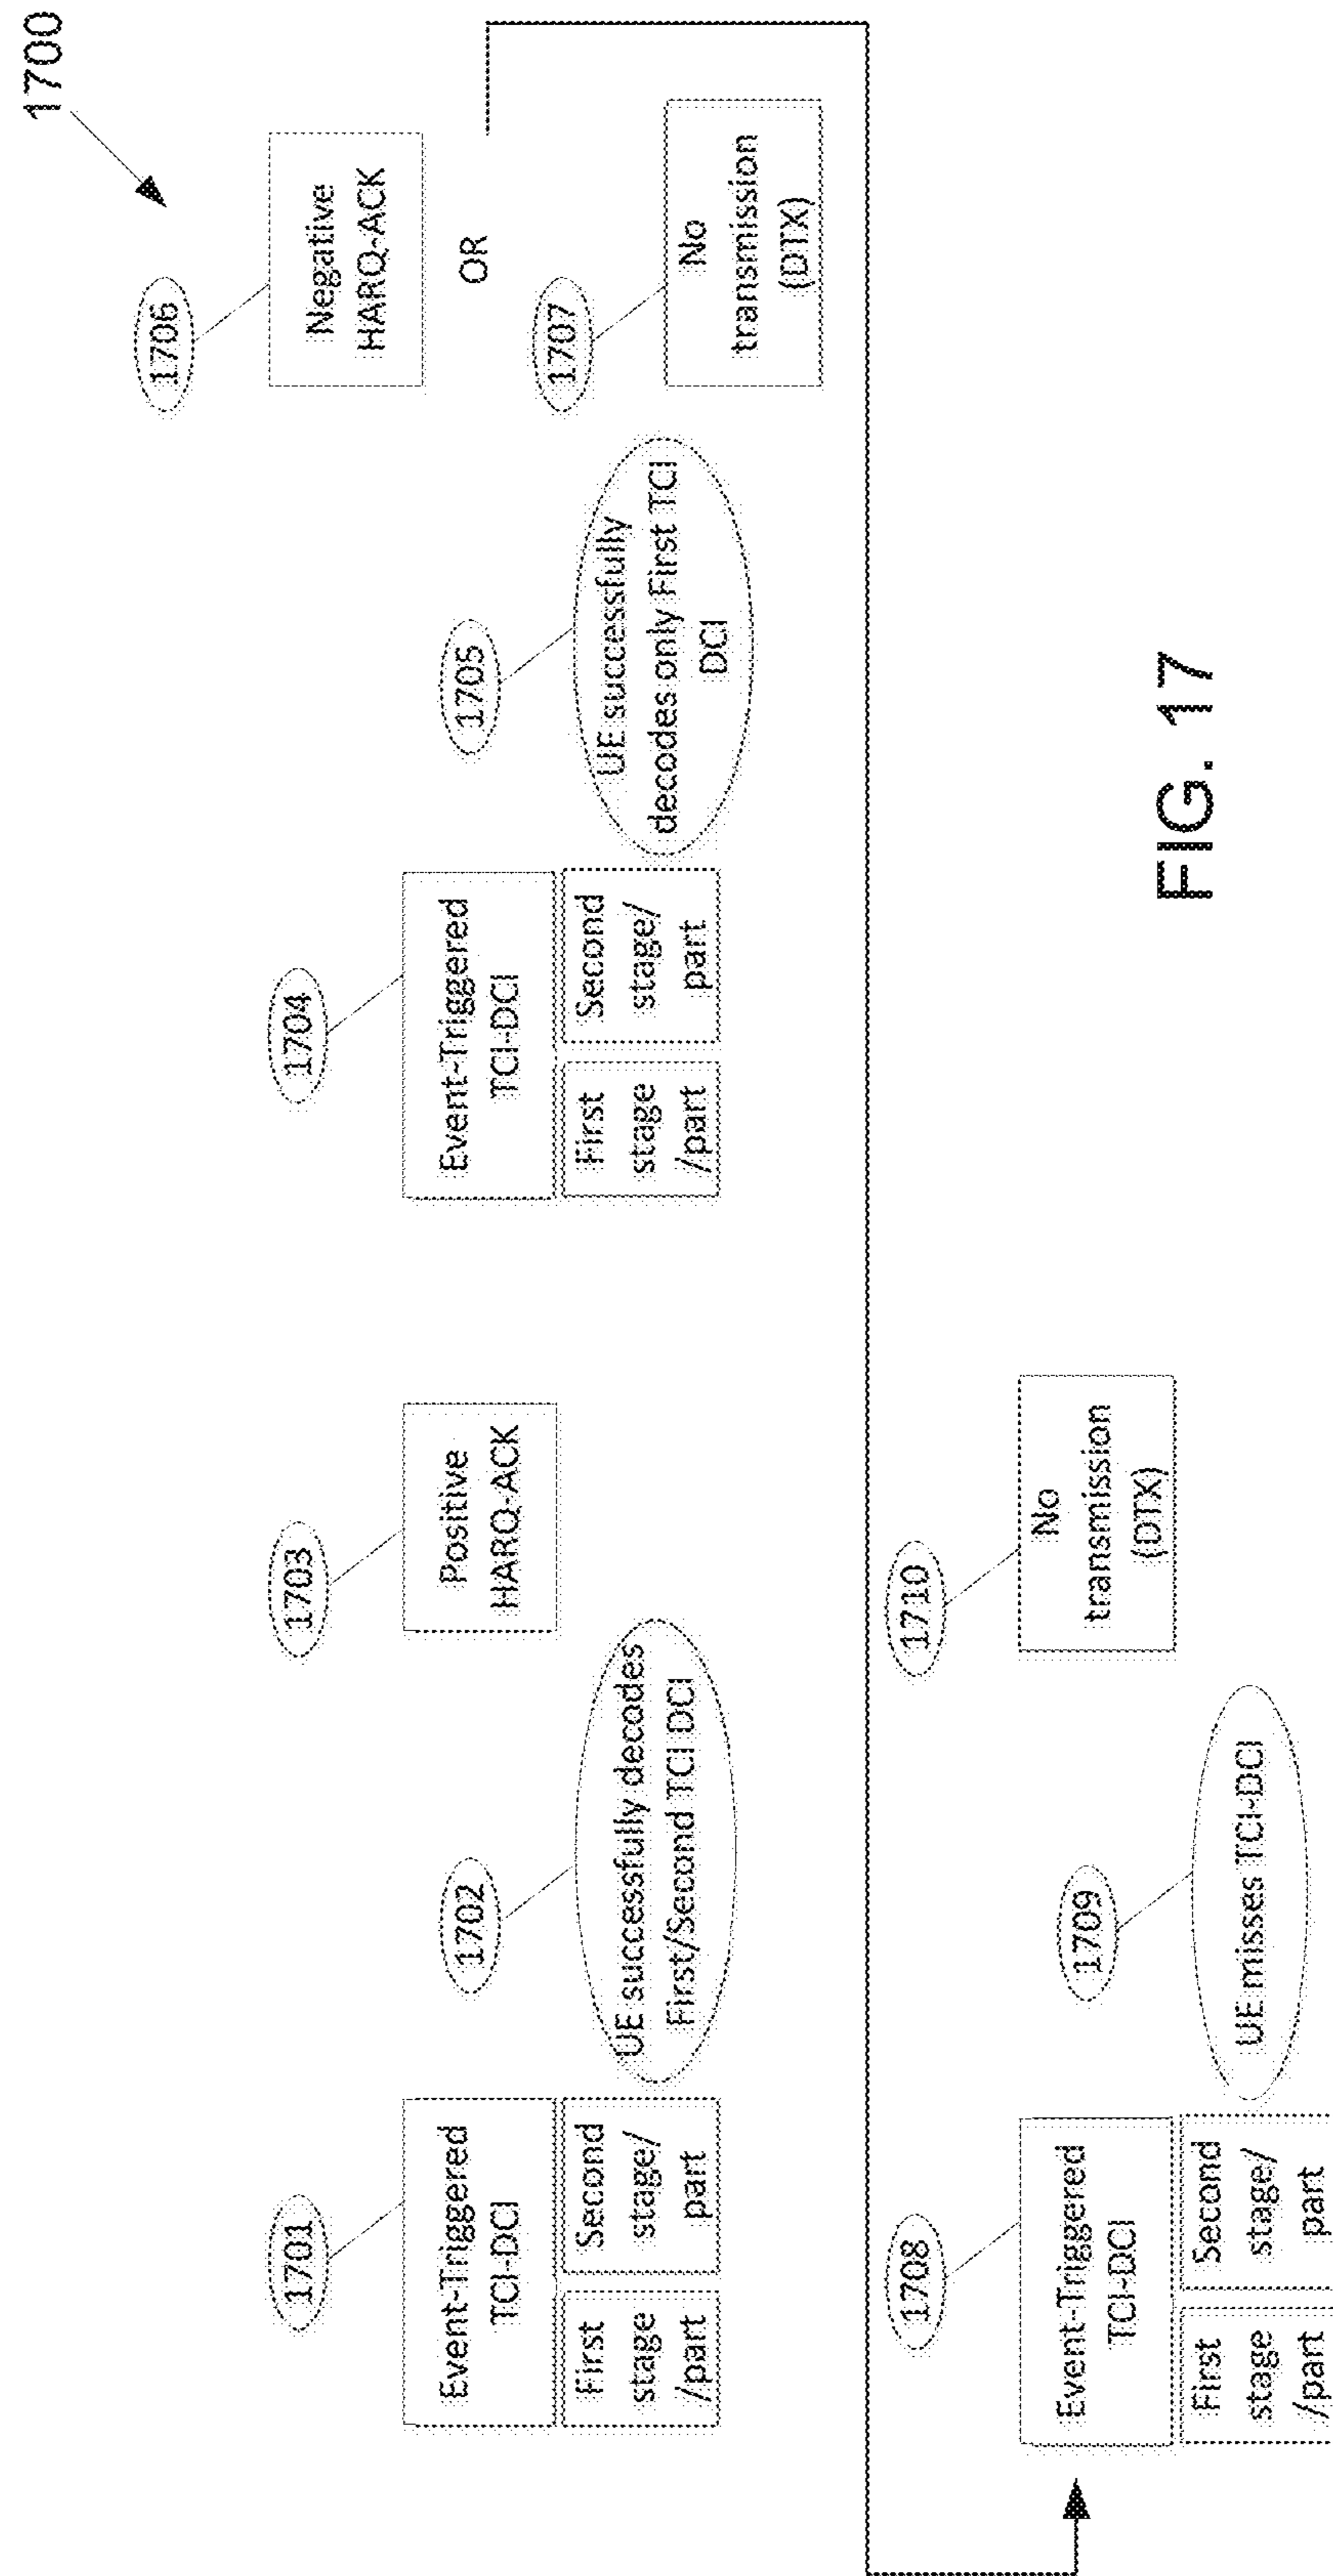 1700
1701
Event-Triggered
TCI-DCI
First
stage
/part
Second
stage/
part
1702
UE successfully decodes
First/Second TCI DCI
1703
Positive
HARQ-ACK
1704
Event-Triggered
TCI-DCI
First
stage
/part
Second
stage/
part
1705
UE successfully
decodes only First TCI
DCI
1706
Negative
HARQ-ACK
OR
1707
No
transmission
(DTX)
1708
Event-Triggered
TCI-DCI
First
stage
/part
Second
stage/
part
1709
UE misses TCI-DCI
1710
No
transmission
(DTX)
FIG. 17